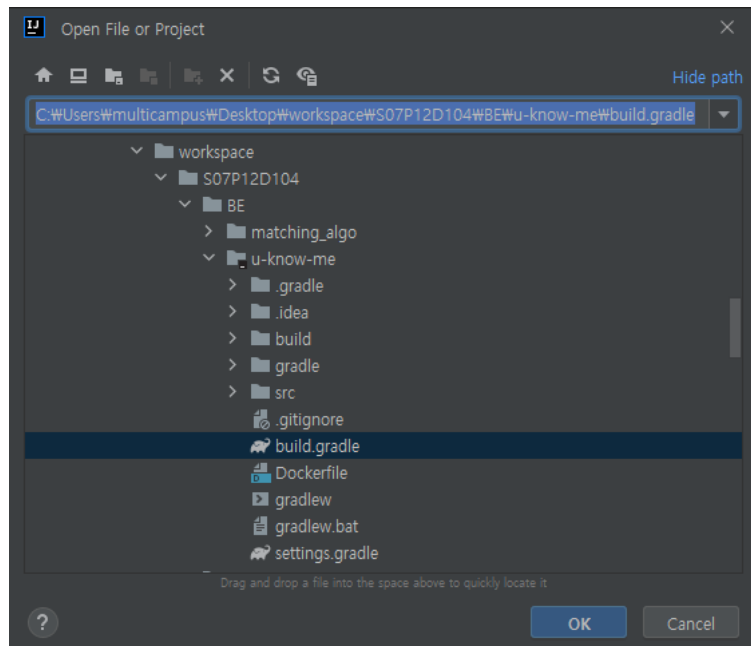 Open File or Project
Hide path
C:₩Users₩multicampus₩Desktop₩workspace₩S07P12D104₩BE₩u-know-me₩build.gradle
workspace
S07P12D104
BE
matching_algo
u-know-me
.gradle
.idea
build
gradle
src
.gitignore
build.gradle
Dockerfile
gradlew
gradlew.bat
settings.gradle
Drag and drop a file into the space above to quickly locate it
? OK Cancel